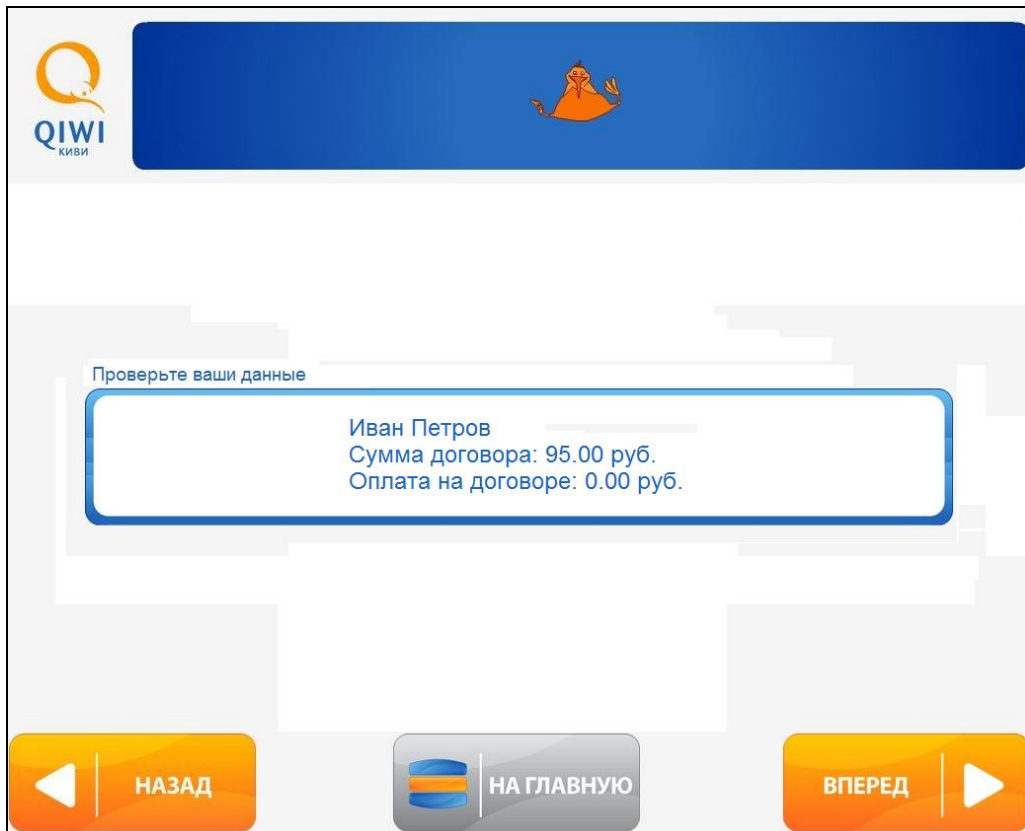 QIWI
КИВИ
Проверьте ваши данные
Иван Петров
Сумма договора: 95.00 руб.
Оплата на договоре: 0.00 руб.
НАЗАД
НА ГЛАВНУЮ
ВПЕРЕД